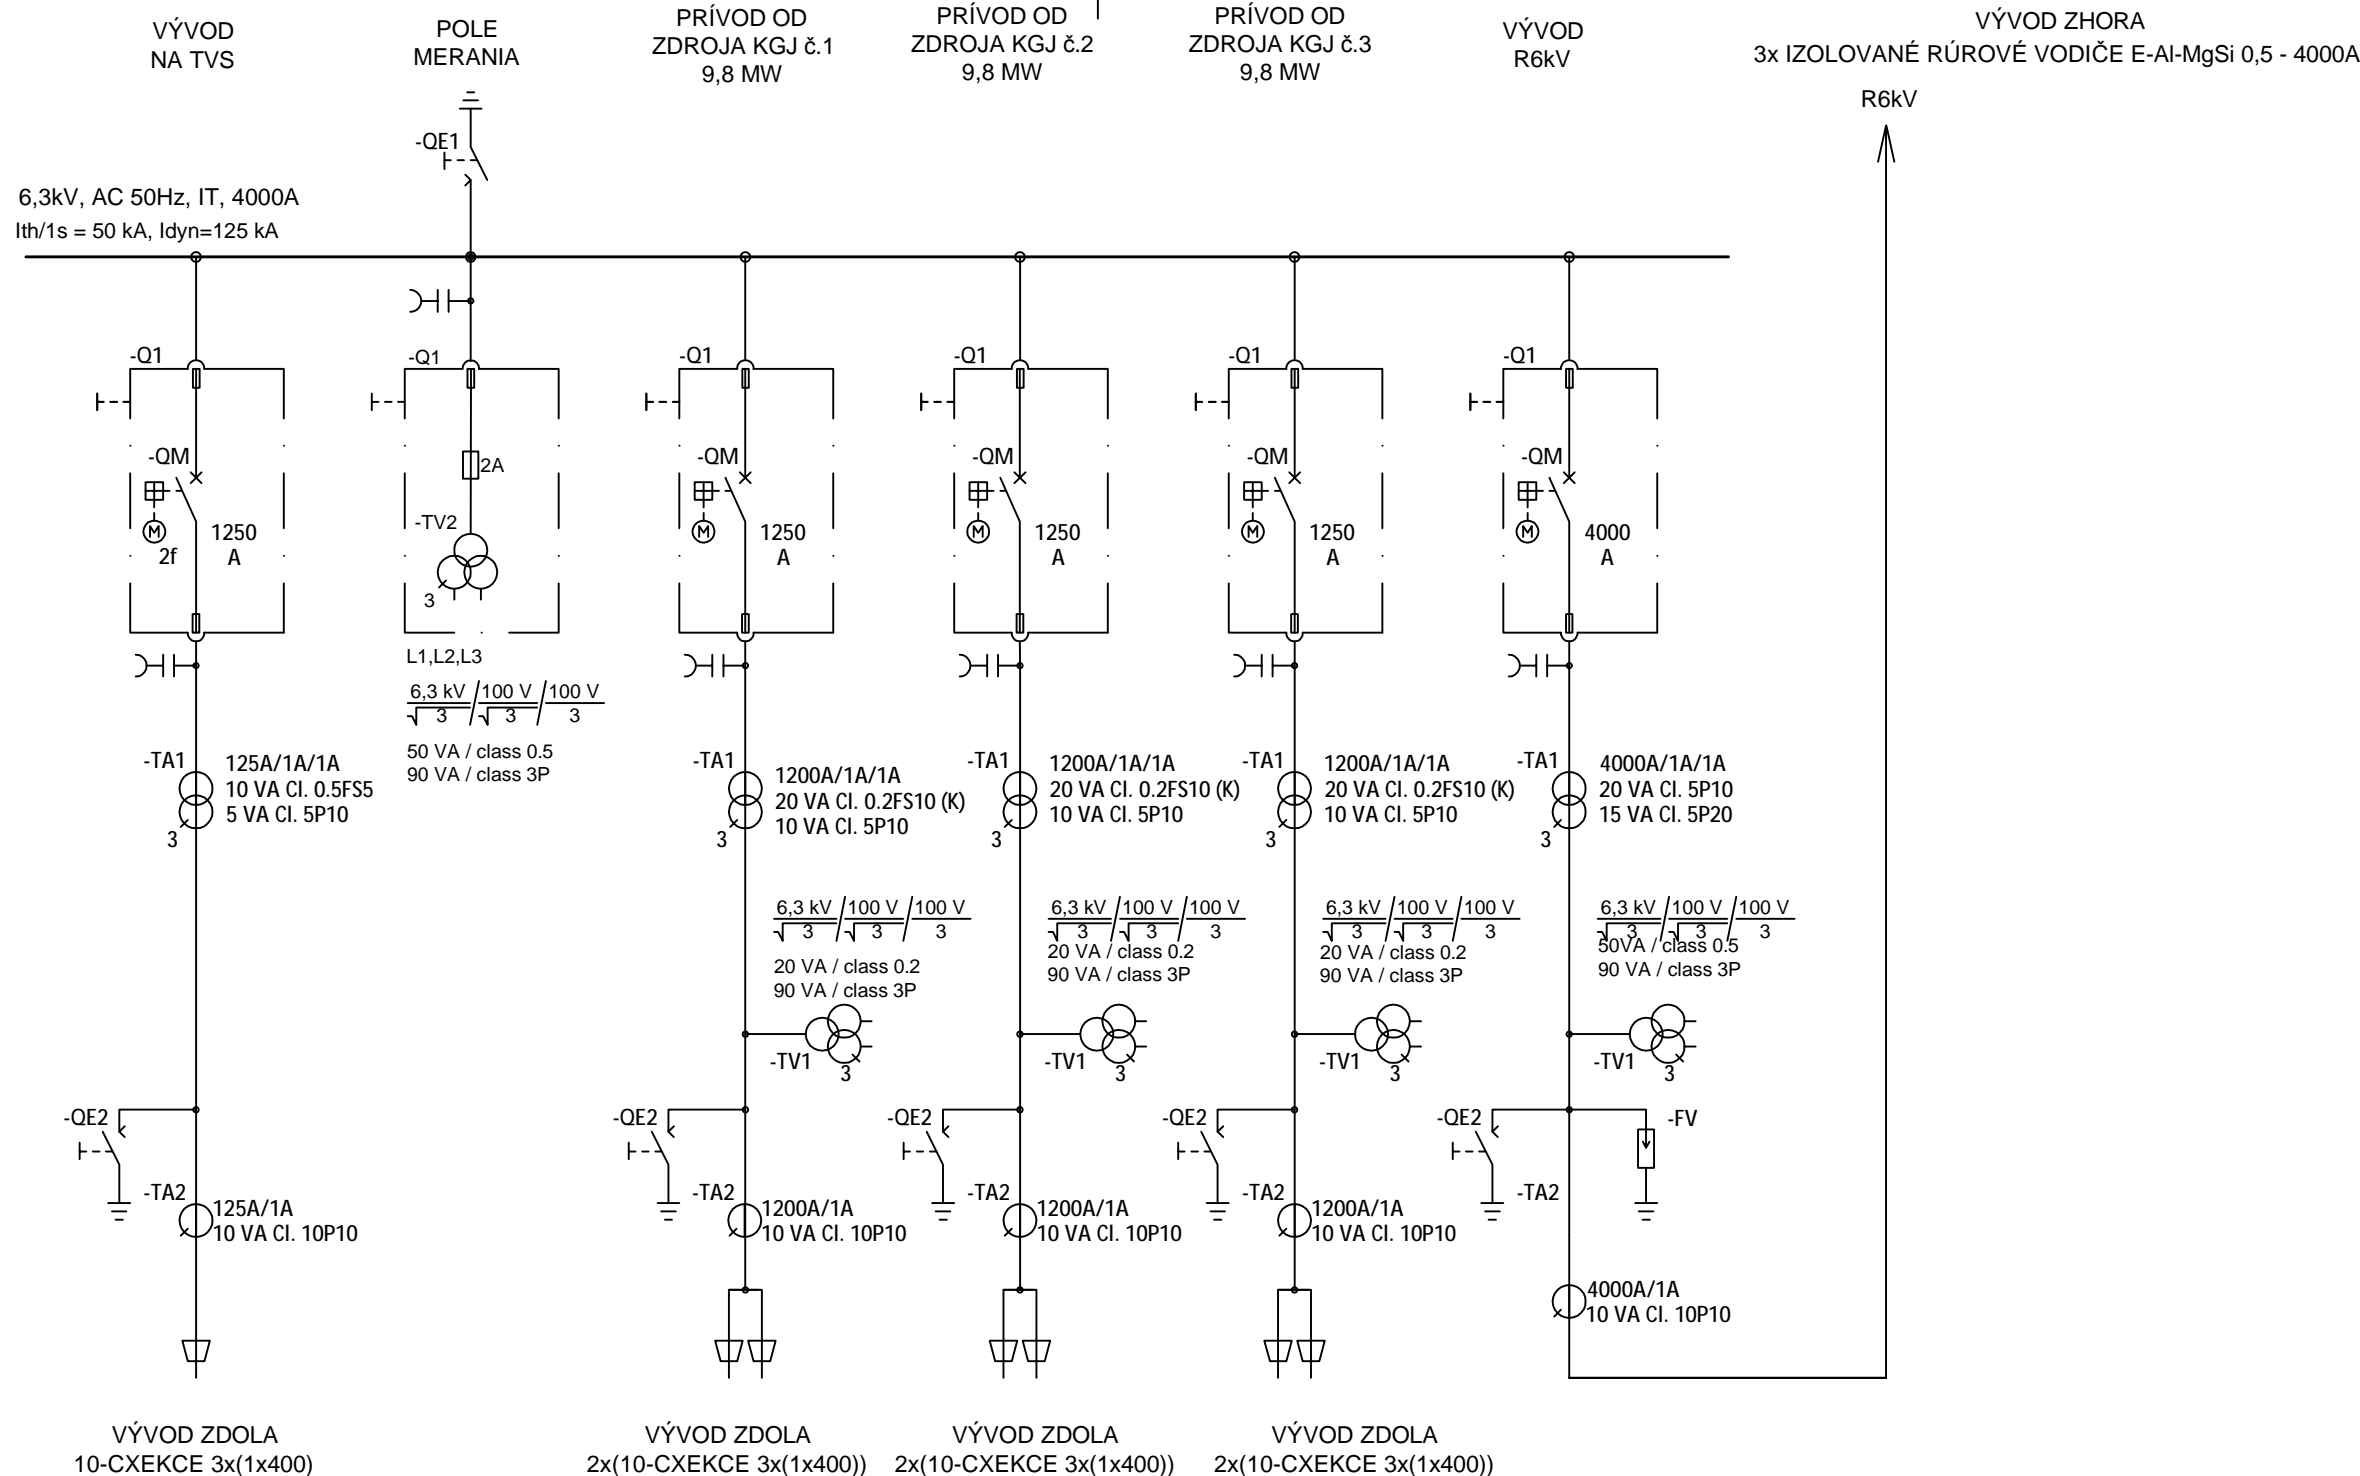 VÝVOD
NA TVS
POLE
MERANIA
PRÍVOD OD
ZDROJA KGJ č.1
9,8 MW
PRÍVOD OD
ZDROJA KGJ č.2
9,8 MW
PRÍVOD OD
ZDROJA KGJ č.3
9,8 MW
VÝVOD
R6kV
VÝVOD ZHORA
3x IZOLOVANÉ RÚROVÉ VODIČE E-Al-MgSi 0,5 - 4000A
R6kV
-QE1
6,3kV, AC 50Hz, IT, 4000A
Ith/1s = 50 kA, Idyn=125 kA
-Q1
-Q1
-Q1
-Q1
-Q1
-Q1
-QM
M
2f
1250
A
2A
-TV2
3
-QM
M
1250
A
-QM
M
1250
A
-QM
M
1250
A
-QM
M
4000
A
L1,L2,L3
6,3 kV / 100 V / 100 V
√3 √3 3
50 VA / class 0.5
90 VA / class 3P
-TA1
3
125A/1A/1A
10 VA Cl. 0.5FS5
5 VA Cl. 5P10
-TA1
3
1200A/1A/1A
20 VA Cl. 0.2FS10 (K)
10 VA Cl. 5P10
-TA1
3
1200A/1A/1A
20 VA Cl. 0.2FS10 (K)
10 VA Cl. 5P10
-TA1
3
1200A/1A/1A
20 VA Cl. 0.2FS10 (K)
10 VA Cl. 5P10
-TA1
3
4000A/1A/1A
20 VA Cl. 5P10
15 VA Cl. 5P20
6,3 kV / 100 V / 100 V
√3 √3 3
20 VA / class 0.2
90 VA / class 3P
-TV1
3
6,3 kV / 100 V / 100 V
√3 √3 3
20 VA / class 0.2
90 VA / class 3P
-TV1
3
6,3 kV / 100 V / 100 V
√3 √3 3
20 VA / class 0.2
90 VA / class 3P
-TV1
3
6,3 kV / 100 V / 100 V
√3 √3 3
50VA / class 0.5
90 VA / class 3P
-TV1
3
-QE2
-TA2
125A/1A
10 VA Cl. 10P10
-QE2
-TA2
1200A/1A
10 VA Cl. 10P10
-QE2
-TA2
1200A/1A
10 VA Cl. 10P10
-QE2
-TA2
1200A/1A
10 VA Cl. 10P10
-QE2
-FV
-TA2
4000A/1A
10 VA Cl. 10P10
VÝVOD ZDOLA
10-CXEKCE 3x(1x400)
VÝVOD ZDOLA
2x(10-CXEKCE 3x(1x400))
VÝVOD ZDOLA
2x(10-CXEKCE 3x(1x400))
VÝVOD ZDOLA
2x(10-CXEKCE 3x(1x400))